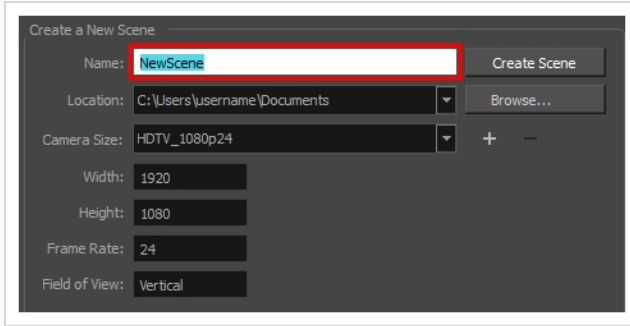 Create a New Scene
Name: NewScene Create Scene
Location: C:\Users\username\Documents Browse...
Camera Size: HDTV_1080p24 + −
Width: 1920
Height: 1080
Frame Rate: 24
Field of View: Vertical